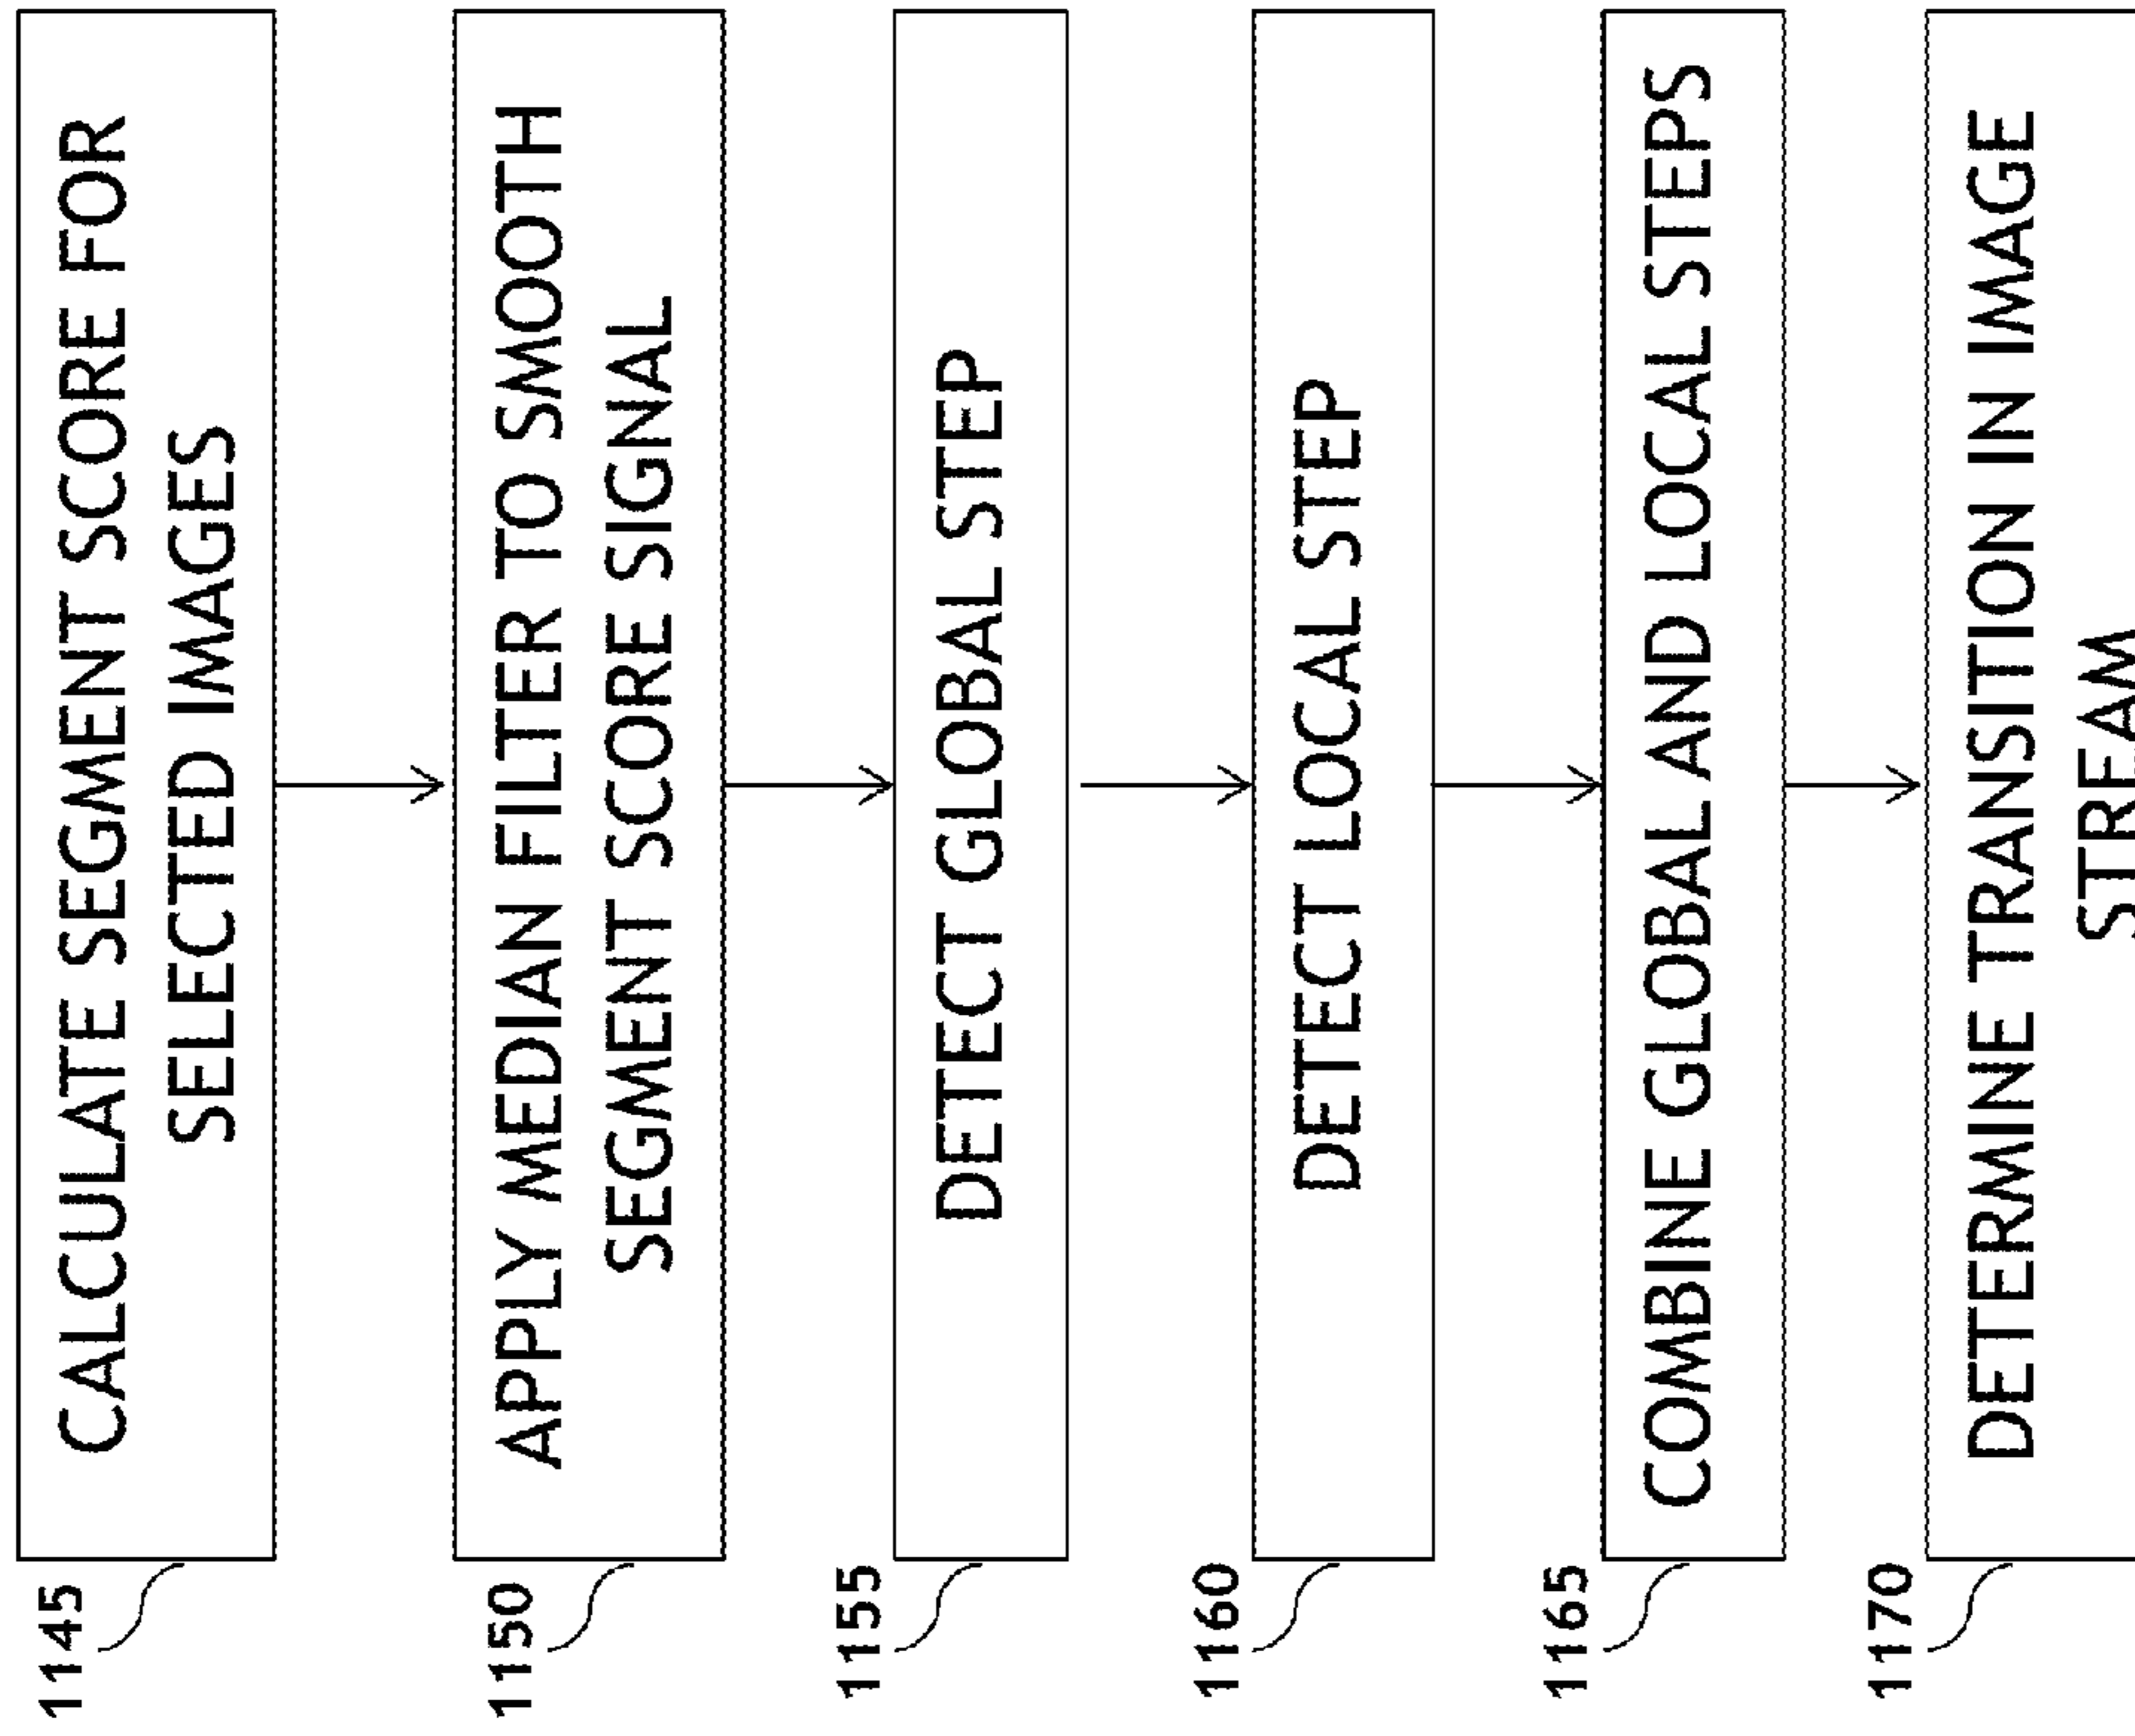 1145
CALCULATE SEGMENT SCORE FOR
SELECTED IMAGES
1150
APPLY MEDIAN FILTER TO SMOOTH
SEGMENT SCORE SIGNAL
1155
DETECT GLOBAL STEP
1160
DETECT LOCAL STEP
1165
COMBINE GLOBAL AND LOCAL STEPS
1170
DETERMINE TRANSITION IN IMAGE
STREAM